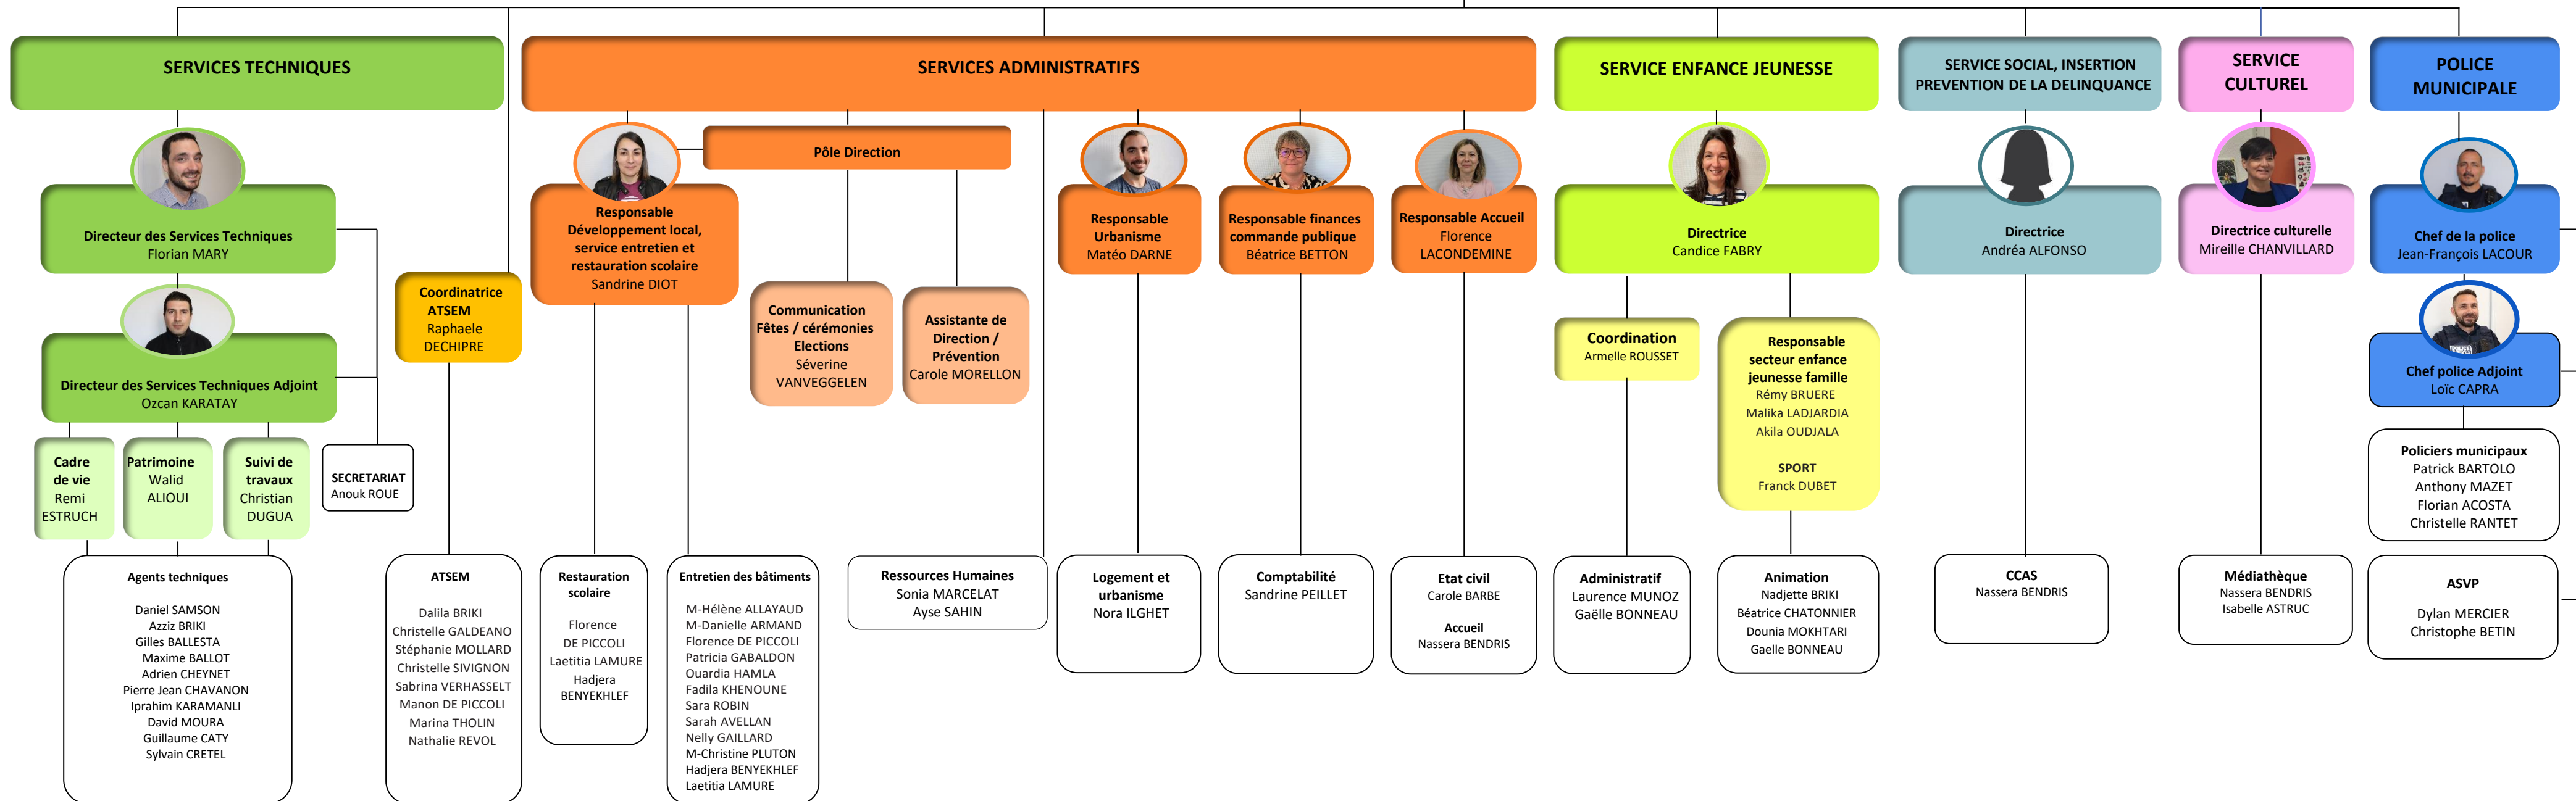 SERVICES TECHNIQUES
Directeur des Services Techniques
Florian MARY
Directeur des Services Techniques Adjoint
Ozcan KARATAY
Cadre
de vie
Remi
ESTRUCH
Patrimoine
Walid
ALIOUI
Suivi de
travaux
Christian
DUGUA
SECRETARIAT
Anouk ROUE
Agents techniques
Daniel SAMSON
Azziz BRIKI
Gilles BALLESTA
Maxime BALLOT
Adrien CHEYNET
Pierre Jean CHAVANON
Iprahim KARAMANLI
David MOURA
Guillaume CATY
Sylvain CRETEL
Coordinatrice
ATSEM
Raphaele
DECHIPRE
ATSEM
Dalila BRIKI
Christelle GALDEANO
Stéphanie MOLLARD
Christelle SIVIGNON
Sabrina VERHASSELT
Manon DE PICCOLI
Marina THOLIN
Nathalie REVOL
SERVICES ADMINISTRATIFS
Responsable
Développement local,
service entretien et
restauration scolaire
Sandrine DIOT
Restauration
scolaire
Florence
DE PICCOLI
Laetitia LAMURE
Hadjera
BENYEKHLEF
Entretien des bâtiments
M-Hélène ALLAYAUD
M-Danielle ARMAND
Florence DE PICCOLI
Patricia GABALDON
Ouardia HAMLA
Fadila KHENOUNE
Sara ROBIN
Sarah AVELLAN
Nelly GAILLARD
M-Christine PLUTON
Hadjera BENYEKHLEF
Laetitia LAMURE
Pôle Direction
Communication
Fêtes / cérémonies
Elections
Séverine
VANVEGGELEN
Assistante de
Direction /
Prévention
Carole MORELLON
Ressources Humaines
Sonia MARCELAT
Ayse SAHIN
Responsable
Urbanisme
Matéo DARNE
Logement et
urbanisme
Nora ILGHET
Responsable finances
commande publique
Béatrice BETTON
Comptabilité
Sandrine PEILLET
Responsable Accueil
Florence
LACONDEMINE
Etat civil
Carole BARBE
Accueil
Nassera BENDRIS
SERVICE ENFANCE JEUNESSE
Directrice
Candice FABRY
Coordination
Armelle ROUSSET
Administratif
Laurence MUNOZ
Gaëlle BONNEAU
Responsable
secteur enfance
jeunesse famille
Rémy BRUERE
Malika LADJARDIA
Akila OUDJALA
SPORT
Franck DUBET
Animation
Nadjette BRIKI
Béatrice CHATONNIER
Dounia MOKHTARI
Gaelle BONNEAU
SERVICE SOCIAL, INSERTION
PREVENTION DE LA DELINQUANCE
Directrice
Andréa ALFONSO
CCAS
Nassera BENDRIS
SERVICE
CULTUREL
Directrice culturelle
Mireille CHANVILLARD
Médiathèque
Nassera BENDRIS
Isabelle ASTRUC
POLICE
MUNICIPALE
Chef de la police
Jean-François LACOUR
Chef police Adjoint
Loïc CAPRA
Policiers municipaux
Patrick BARTOLO
Anthony MAZET
Florian ACOSTA
Christelle RANTET
ASVP
Dylan MERCIER
Christophe BETIN